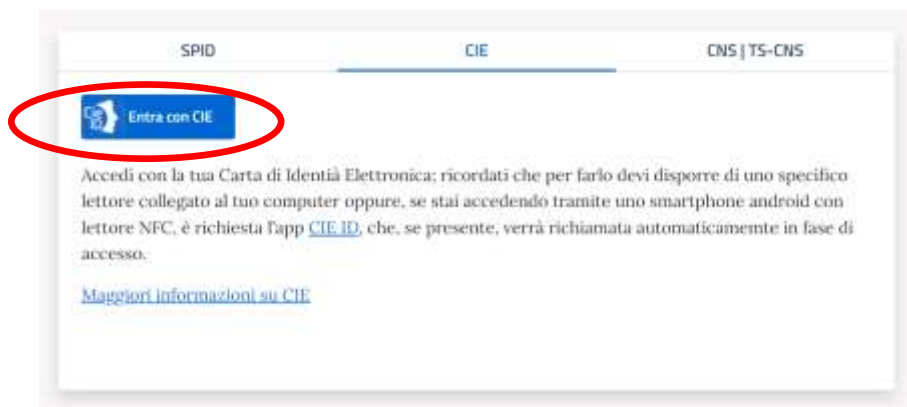 SPID CIE CNS | TS-CNS
Entra con CIE
Accedi con la tua Carta di Identià Elettronica; ricordati che per farlo devi disporre di uno specifico
lettore collegato al tuo computer oppure, se stai accedendo tramite uno smartphone android con
lettore NFC, è richiesta l'app CIE ID, che, se presente, verrà richiamata automaticamemte in fase di
accesso.
Maggiori informazioni su CIE